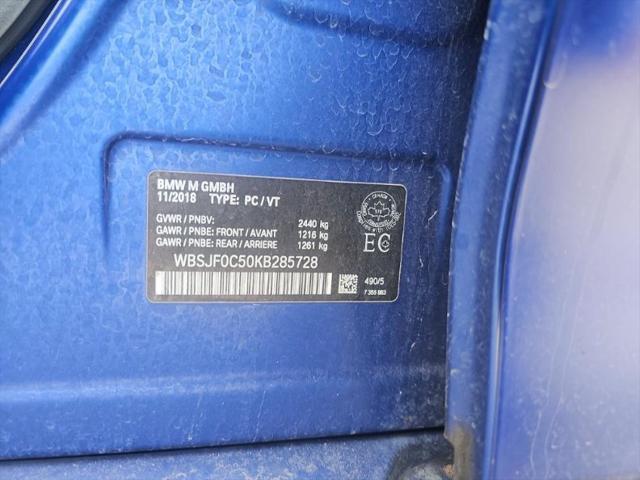 BMW M GMBH
11/2018 TYPE: PC / VT
GVWR / PNBV: 2440 kg
GAWR / PNBE: FRONT / AVANT 1216 kg
GAWR / PNBE: REAR / ARRIERE 1261 kg
WBSJF0C50KB285728
EC
490/5